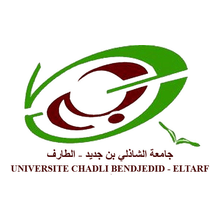 جامعة الشاذلي بن جديد - الطارف
UNIVERSITE CHADLI BENDJEDID - ELTARF